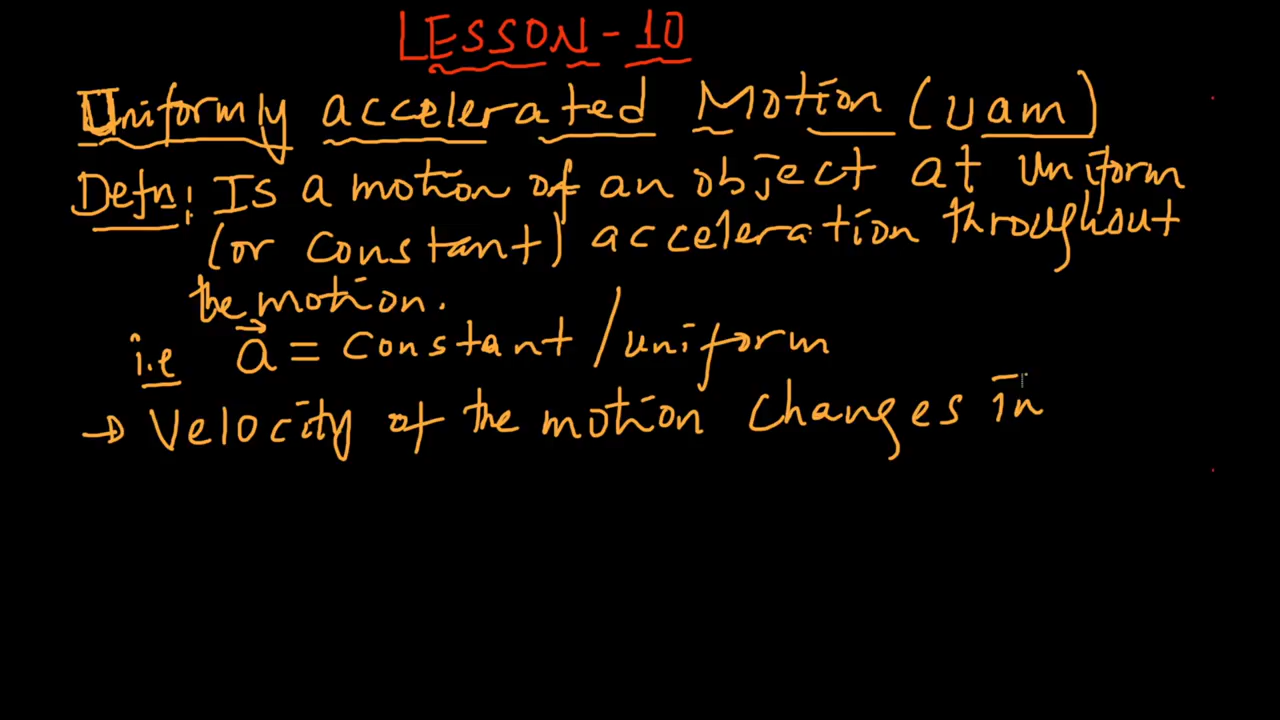 LESSON-10
Uniformly accelerated Motion (uam)
Defn: Is a motion of an object at uniform
(or constant) acceleration throughout
the motion.
i.e a⃗ = constant / uniform
→ Velocity of the motion changes in